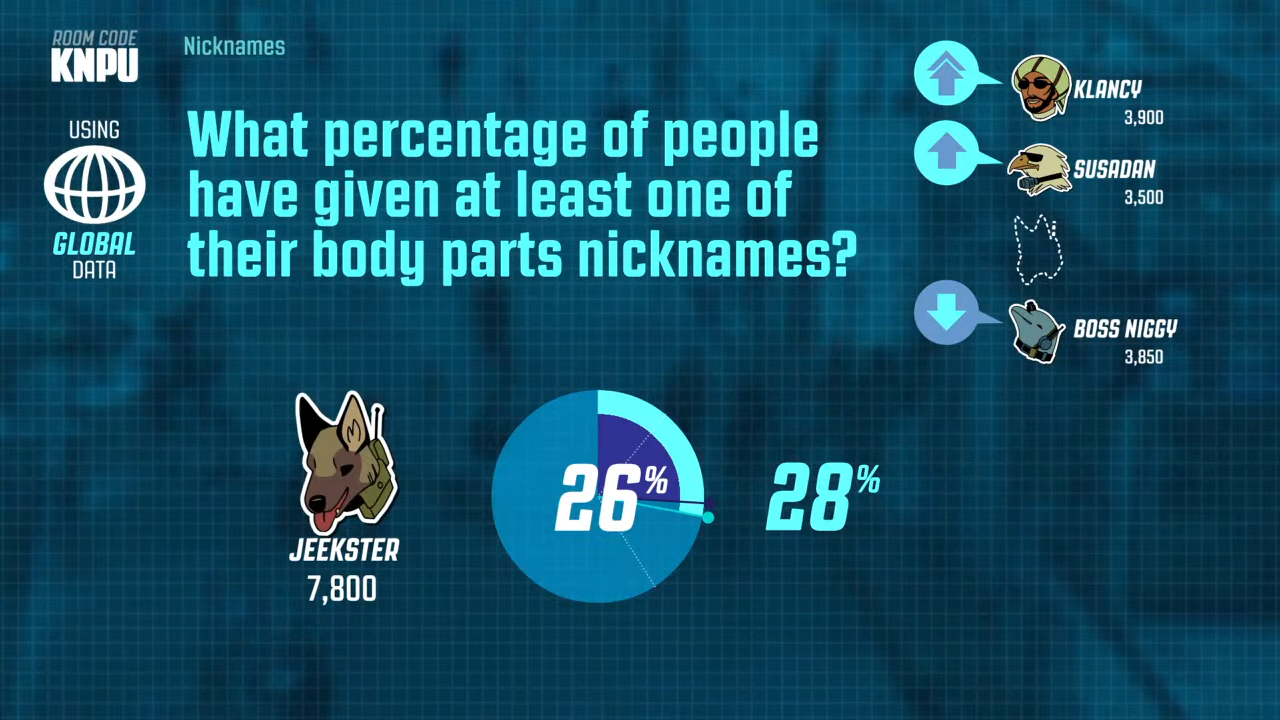 ROOM CODE
KNPU
Nicknames
USING
GLOBAL
DATA
What percentage of people
have given at least one of
their body parts nicknames?
KLANCY
3,900
SUSADAN
3,500
BOSS NIGGY
3,850
JEEKSTER
7,800
26%
28%